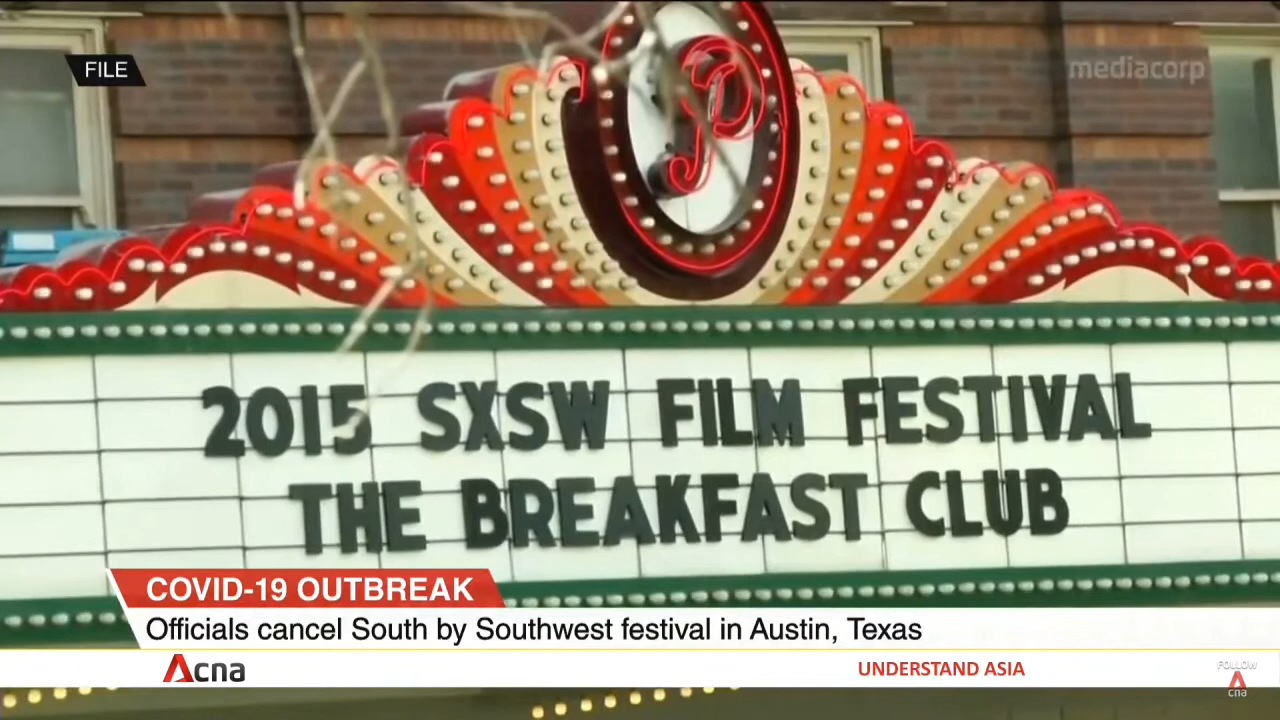 FILE
mediacorp
P
2015 SXSW FILM FESTIVAL
THE BREAKFAST CLUB
COVID-19 OUTBREAK
Officials cancel South by Southwest festival in Austin, Texas
cna
UNDERSTAND ASIA
FOLLOW
cna